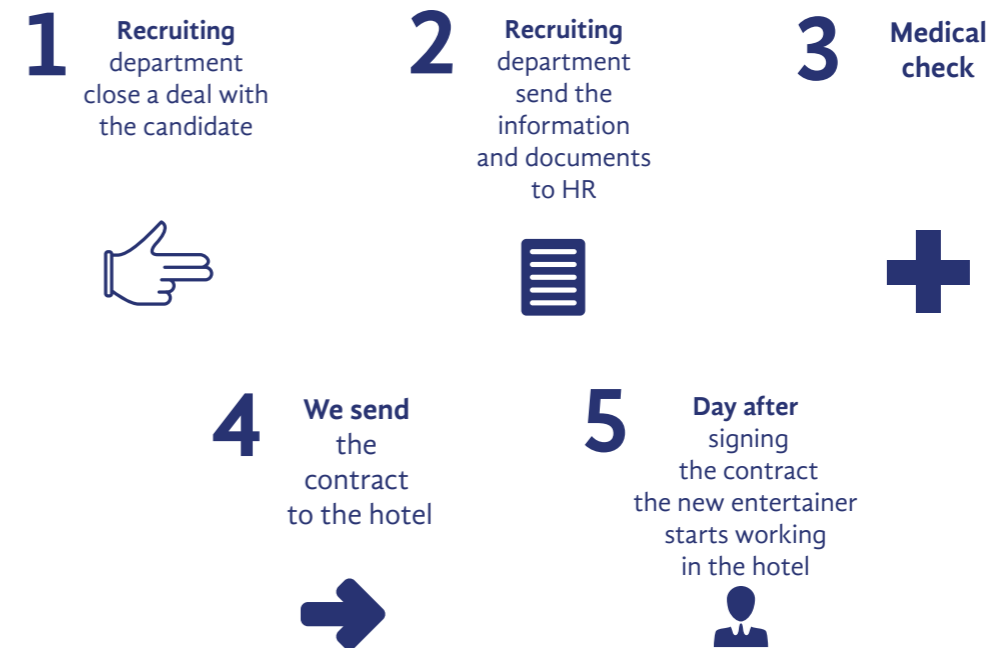 1
Recruiting
department
close a deal with
the candidate
2
Recruiting
department
send the
information
and documents
to HR
3
Medical
check
4
We send
the
contract
to the hotel
5
Day after
signing
the contract
the new entertainer
starts working
in the hotel